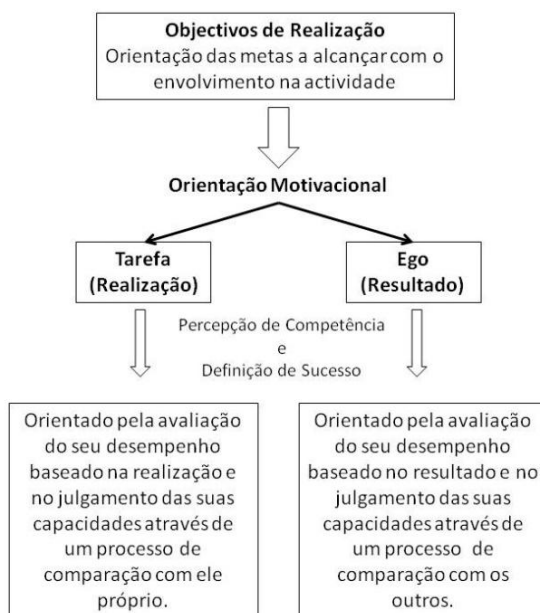 Objectivos de Realização
Orientação das metas a alcançar com o
envolvimento na actividade
Orientação Motivacional
Tarefa
(Realização)
Ego
(Resultado)
Percepção de Competência
e
Definição de Sucesso
Orientado pela avaliação
do seu desempenho
baseado na realização e
no julgamento das suas
capacidades através de
um processo de
comparação com ele
próprio.
Orientado pela avaliação
do seu desempenho
baseado no resultado e no
julgamento das suas
capacidades através de
um processo de
comparação com os
outros.